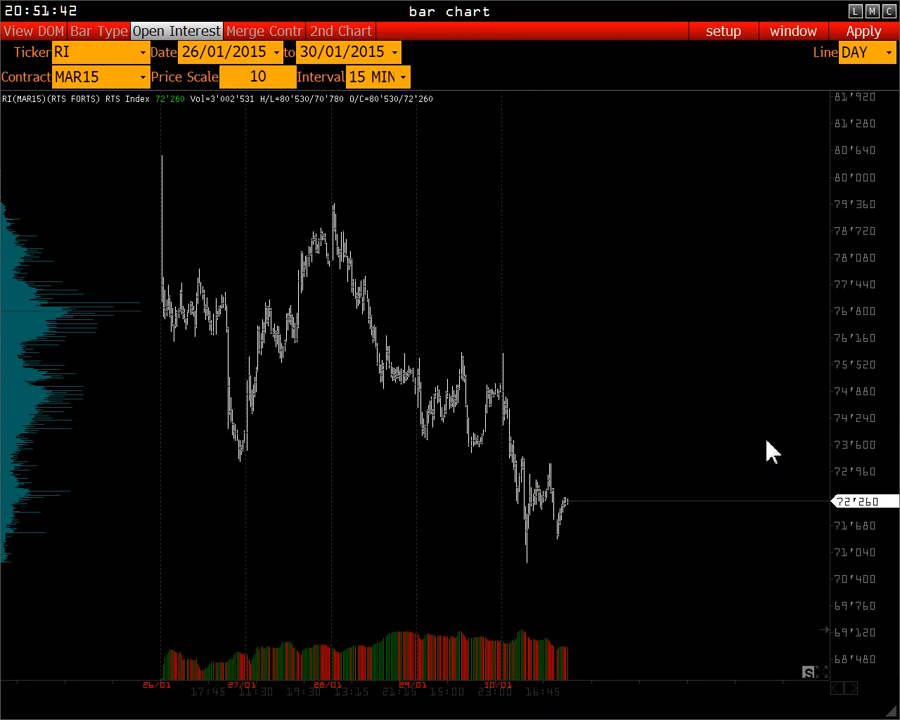 20:51:42 bar chart L M C
View DOM Bar Type Open Interest Merge Contr 2nd Chart setup window Apply
Ticker RI Date 26/01/2015 to 30/01/2015 Line DAY
Contract MAR15 Price Scale 10 Interval 15 MIN
RI(MAR15)(RTS FORTS) RTS Index 72'260 Vol=3'002'531 H/L=80'530/70'780 O/C=80'530/72'260
81'920
81'280
80'640
80'000
79'360
78'720
78'080
77'440
76'800
76'160
75'520
74'880
74'240
73'600
72'960
72'260
71'680
71'040
70'400
69'760
69'120
68'480
S
26/01 27/01 28/01 29/01 30/01
17:45 11:30 19:30 13:15 21:15 15:00 23:00 16:45